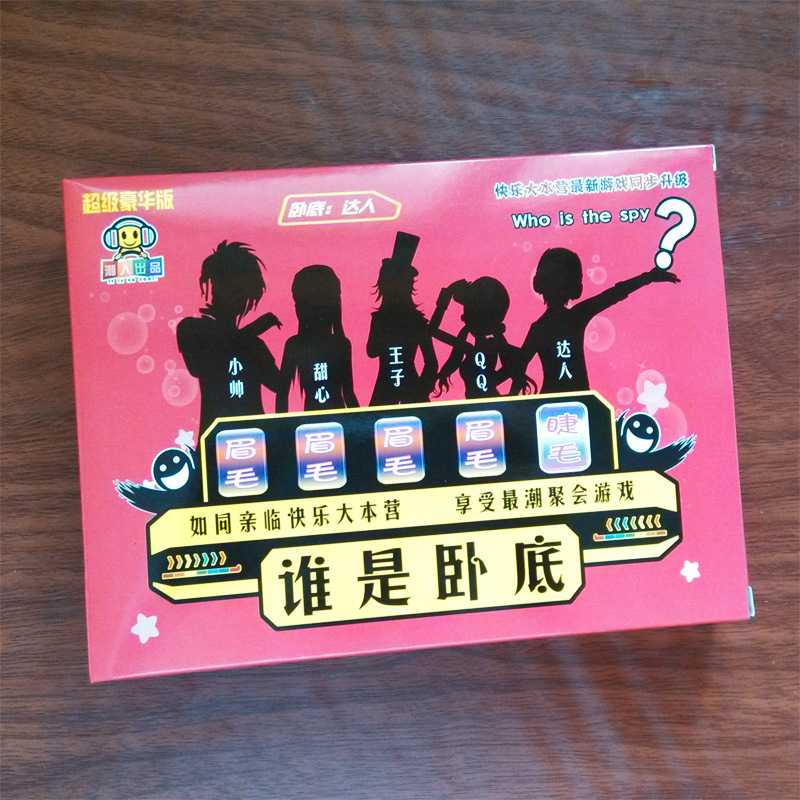 超级豪华版
潮人出品
卧底: 达人
快乐大本营最新游戏同步升级
Who is the spy ?
小帅
甜心
王子
QQ
达人
眉毛
眉毛
眉毛
眉毛
睫毛
如同亲临快乐大本营 享受最潮聚会游戏
谁是卧底